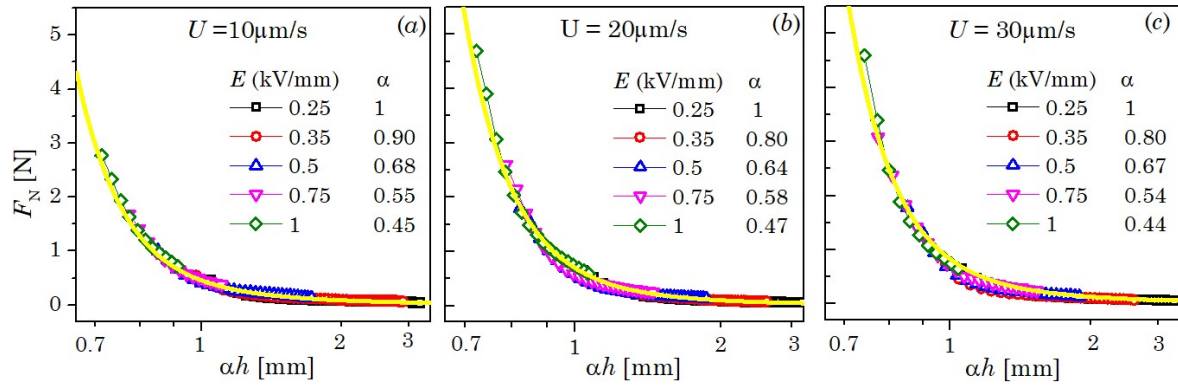 U =10µm/s (a)
E (kV/mm) α
0.25 1
0.35 0.90
0.5 0.68
0.75 0.55
1 0.45
F_N [N]
5
4
3
2
1
0
0.7 1 2 3
αh [mm]
U = 20µm/s (b)
E (kV/mm) α
0.25 1
0.35 0.80
0.5 0.64
0.75 0.58
1 0.47
0.7 1 2 3
αh [mm]
U = 30µm/s (c)
E (kV/mm) α
0.25 1
0.35 0.80
0.5 0.67
0.75 0.54
1 0.44
0.7 1 2 3
αh [mm]